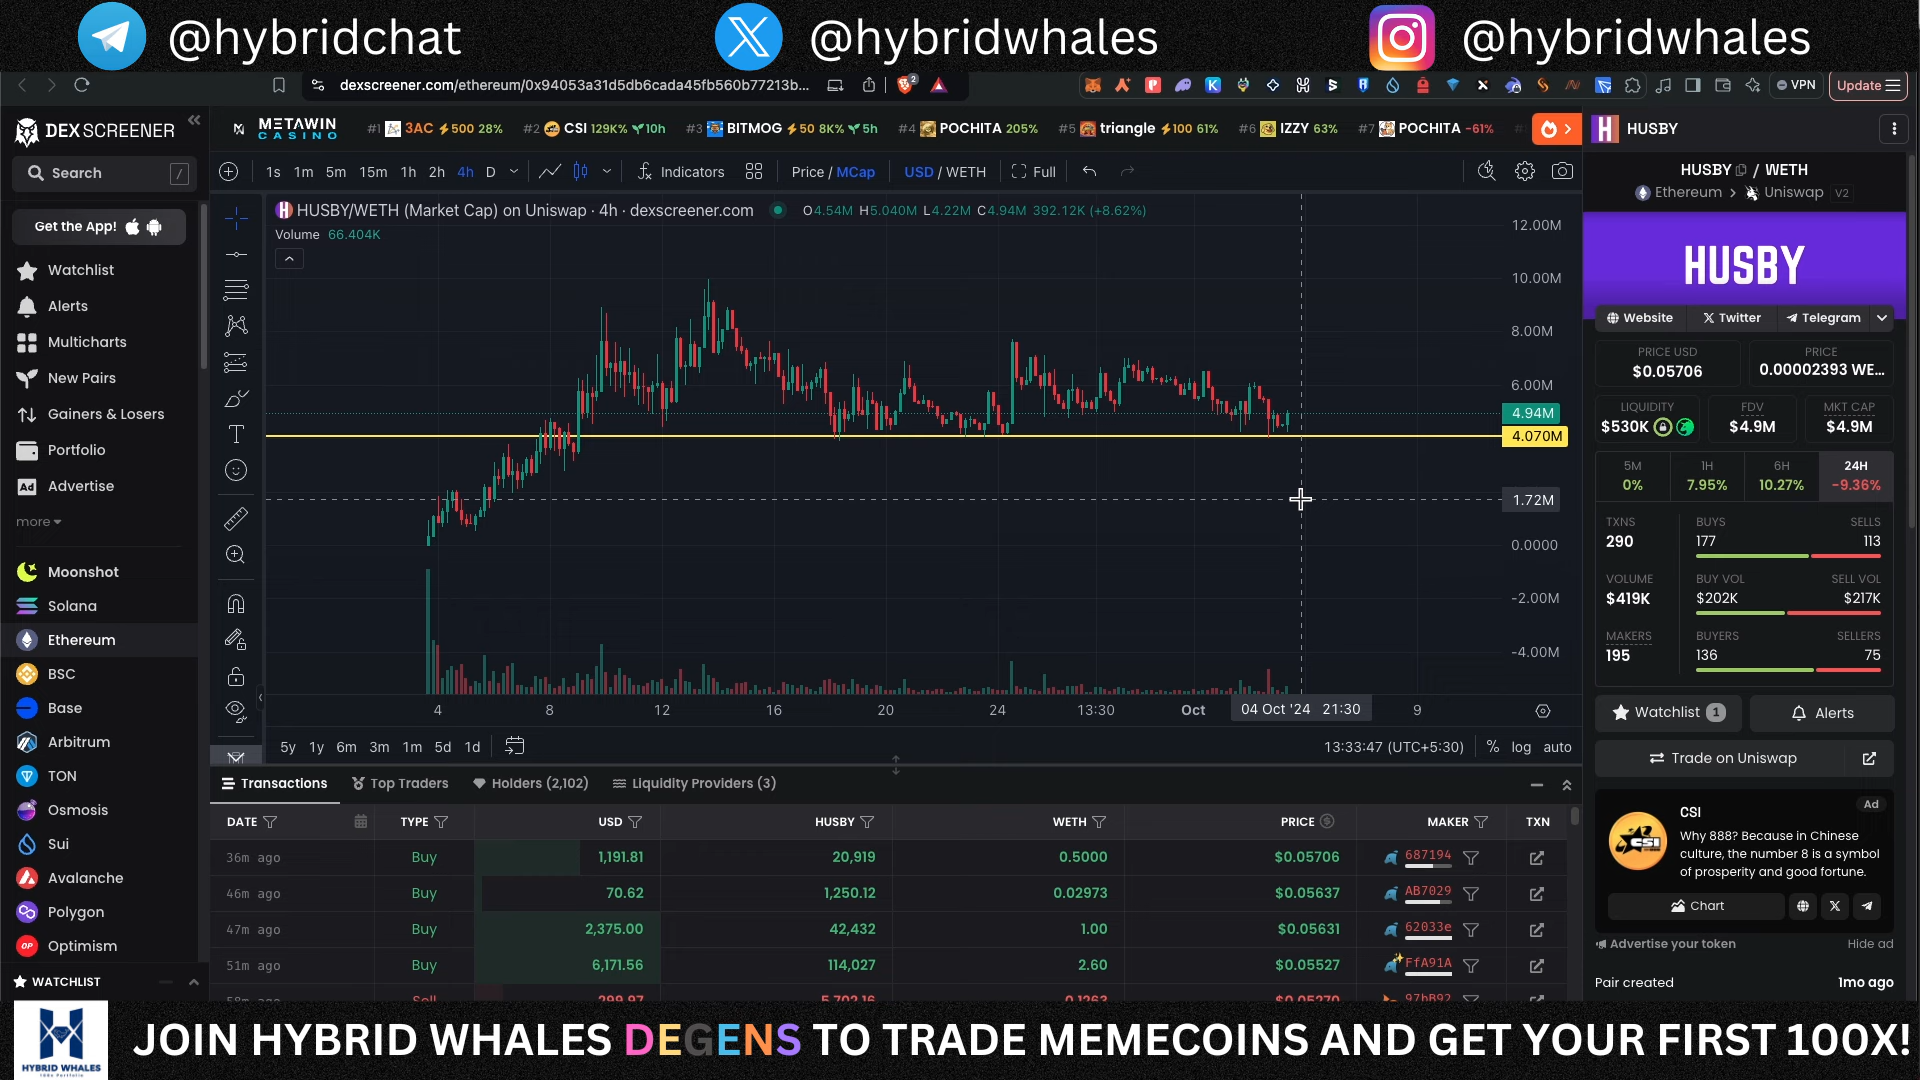 @hybridchat
@hybridwhales
@hybridwhales
dexscreener.com/ethereum/0x94053a31d5db6cada45fb560b77213b...
2
VPN
Update
DEX SCREENER
METAWIN
CASINO
#1 3AC 500 28%
#2 CSI 129K% 10h
#3 BITMOG 50 8K% 5h
#4 POCHITA 205%
#5 triangle 100 61%
#6 IZZY 63%
#7 POCHITA -61%
HUSBY
Search /
1s 1m 5m 15m 1h 2h 4h D
Indicators
Price / MCap
USD / WETH
Full
HUSBY / WETH
Ethereum > Uniswap V2
Get the App!
HUSBY/WETH (Market Cap) on Uniswap · 4h · dexscreener.com
O4.54M H5.040M L4.22M C4.94M 392.12K (+8.62%)
Volume 66.404K
12.00M
10.00M
8.00M
6.00M
4.94M
4.070M
1.72M
0.0000
-2.00M
-4.00M
4 8 12 16 20 24 13:30 Oct 04 Oct '24 21:30 9
5y 1y 6m 3m 1m 5d 1d
13:33:47 (UTC+5:30) % log auto
Watchlist
Alerts
Multicharts
New Pairs
Gainers & Losers
Portfolio
Ad Advertise
more
Moonshot
Solana
Ethereum
BSC
Base
Arbitrum
TON
Osmosis
Sui
Avalanche
Polygon
OP Optimism
WATCHLIST
HUSBY
Website
Twitter
Telegram
PRICE USD
$0.05706
PRICE
0.00002393 WE...
LIQUIDITY
$530K
FDV
$4.9M
MKT CAP
$4.9M
5M
0%
1H
7.95%
6H
10.27%
24H
-9.36%
TXNS
290
BUYS SELLS
177 113
VOLUME
$419K
BUY VOL SELL VOL
$202K $217K
MAKERS
195
BUYERS SELLERS
136 75
Watchlist 1
Alerts
Trade on Uniswap
Ad
CSI
Why 888? Because in Chinese
culture, the number 8 is a symbol
of prosperity and good fortune.
Chart
Advertise your token
Hide ad
Pair created 1mo ago
Transactions
Top Traders
Holders (2,102)
Liquidity Providers (3)
DATE TYPE USD HUSBY WETH PRICE MAKER TXN
36m ago Buy 1,191.81 20,919 0.5000 $0.05706 687194
46m ago Buy 70.62 1,250.12 0.02973 $0.05637 AB7029
47m ago Buy 2,375.00 42,432 1.00 $0.05631 62033e
51m ago Buy 6,171.56 114,027 2.60 $0.05527 FfA91A
58m ago Sell 299.97 5,702.16 0.1263 $0.05270 97bB92
HYBRID WHALES
JOIN HYBRID WHALES DEGENS TO TRADE MEMECOINS AND GET YOUR FIRST 100X!